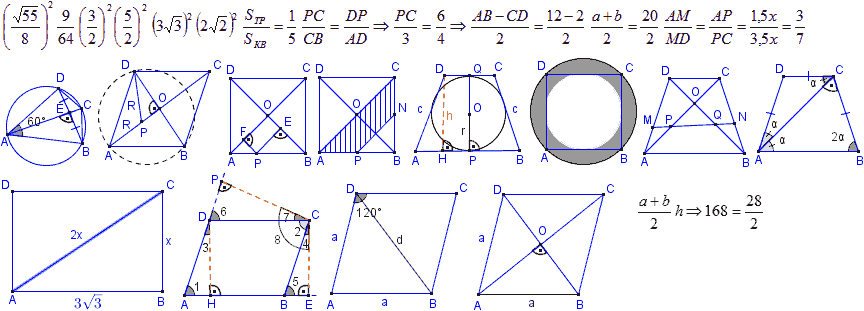 (√55/8)² 9/64 (3/2)² (5/2)² (3√3)² (2√2)² S_TP/S_KB = 1/5 PC/CB = DP/AD ⇒ PC/3 = 6/4 ⇒ AB−CD/2 = 12−2/2 a+b/2 = 20/2 AM/MD = AP/PC = 1,5x/3,5x = 3/7
D C E 60° A B
D C R O R P A B
D C O F E A P B
D C O N A P B
D Q C c h O c r A H P B
D C A B
D C O M P Q N A B
D C α α α 2α A B
D C 2x x A 3√3 B
P D 6 7 C 2 3 8 4 1 5 A H B E
D C 120° a d A a B
D C a O A a B
a+b/2 h ⇒ 168 = 28/2